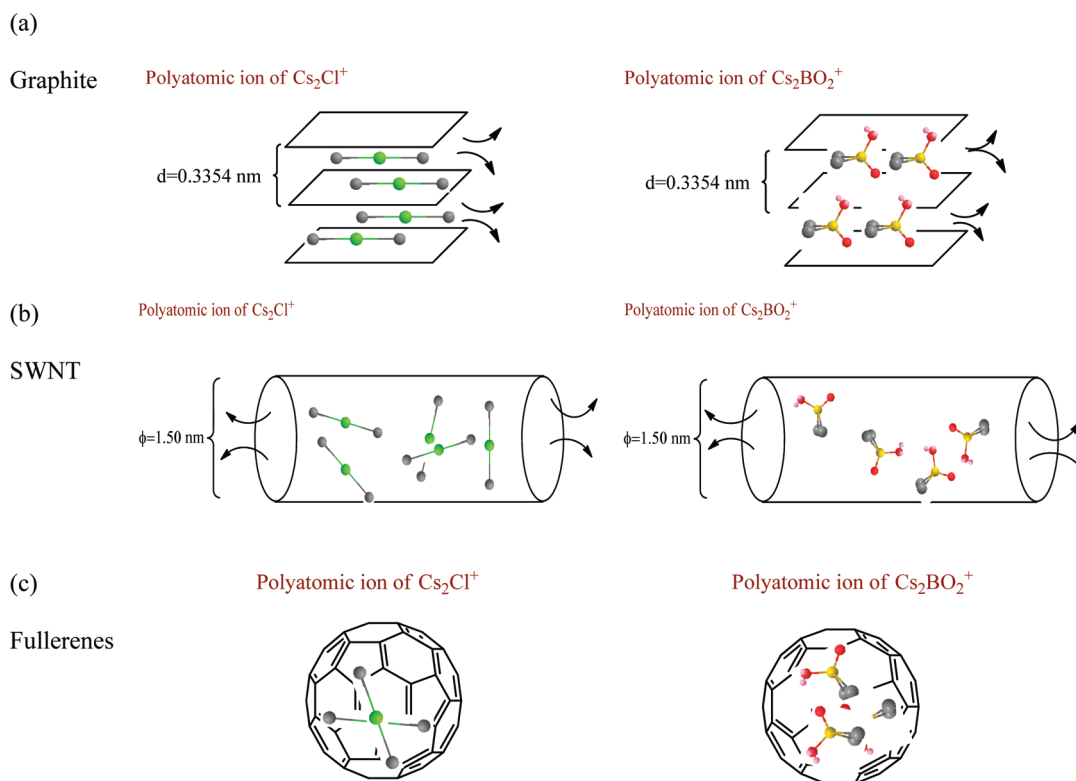 (a)
Graphite
Polyatomic ion of Cs₂Cl⁺
Polyatomic ion of Cs₂BO₂⁺
d=0.3354 nm
d=0.3354 nm
(b)
Polyatomic ion of Cs₂Cl⁺
Polyatomic ion of Cs₂BO₂⁺
SWNT
ϕ=1.50 nm
ϕ=1.50 nm
(c)
Polyatomic ion of Cs₂Cl⁺
Polyatomic ion of Cs₂BO₂⁺
Fullerenes